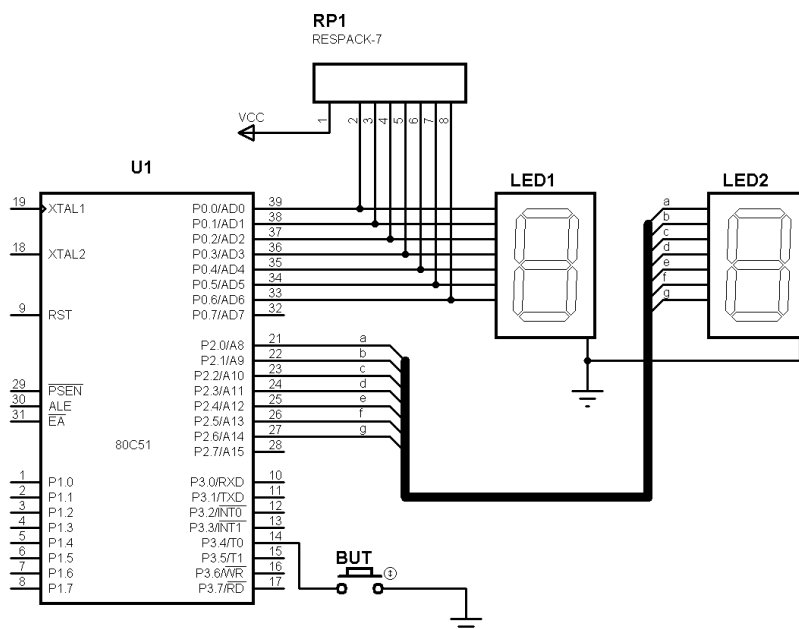 RP1
RESPACK-7
VCC
1 2 3 4 5 6 7 8
U1
LED1
LED2
19 XTAL1
18 XTAL2
9 RST
29 PSEN
30 ALE
31 EA
80C51
1 P1.0
2 P1.1
3 P1.2
4 P1.3
5 P1.4
6 P1.5
7 P1.6
8 P1.7
P0.0/AD0 39
P0.1/AD1 38
P0.2/AD2 37
P0.3/AD3 36
P0.4/AD4 35
P0.5/AD5 34
P0.6/AD6 33
P0.7/AD7 32
P2.0/A8 21 a
P2.1/A9 22 b
P2.2/A10 23 c
P2.3/A11 24 d
P2.4/A12 25 e
P2.5/A13 26 f
P2.6/A14 27 g
P2.7/A15 28
P3.0/RXD 10
P3.1/TXD 11
P3.2/INT0 12
P3.3/INT1 13
P3.4/T0 14
P3.5/T1 15
P3.6/WR 16
P3.7/RD 17
a
b
c
d
e
f
g
BUT